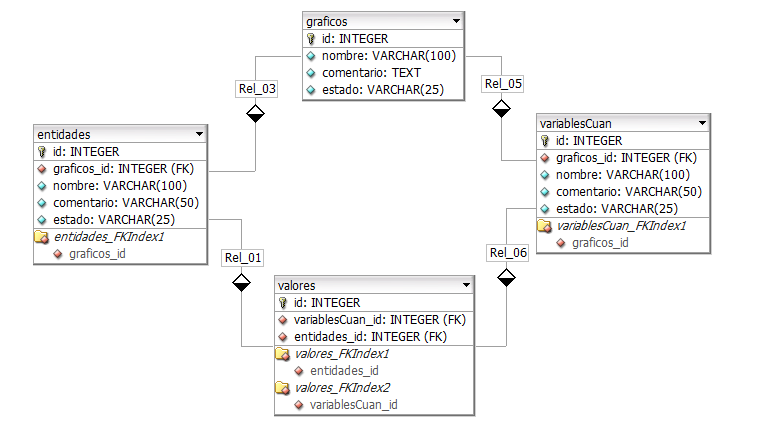 graficos
id: INTEGER
nombre: VARCHAR(100)
comentario: TEXT
estado: VARCHAR(25)
Rel_03
Rel_05
entidades
id: INTEGER
graficos_id: INTEGER (FK)
nombre: VARCHAR(100)
comentario: VARCHAR(50)
estado: VARCHAR(25)
entidades_FKIndex1
graficos_id
variablesCuan
id: INTEGER
graficos_id: INTEGER (FK)
nombre: VARCHAR(100)
comentario: VARCHAR(50)
estado: VARCHAR(25)
variablesCuan_FKIndex1
graficos_id
Rel_01
Rel_06
valores
id: INTEGER
variablesCuan_id: INTEGER (FK)
entidades_id: INTEGER (FK)
valores_FKIndex1
entidades_id
valores_FKIndex2
variablesCuan_id